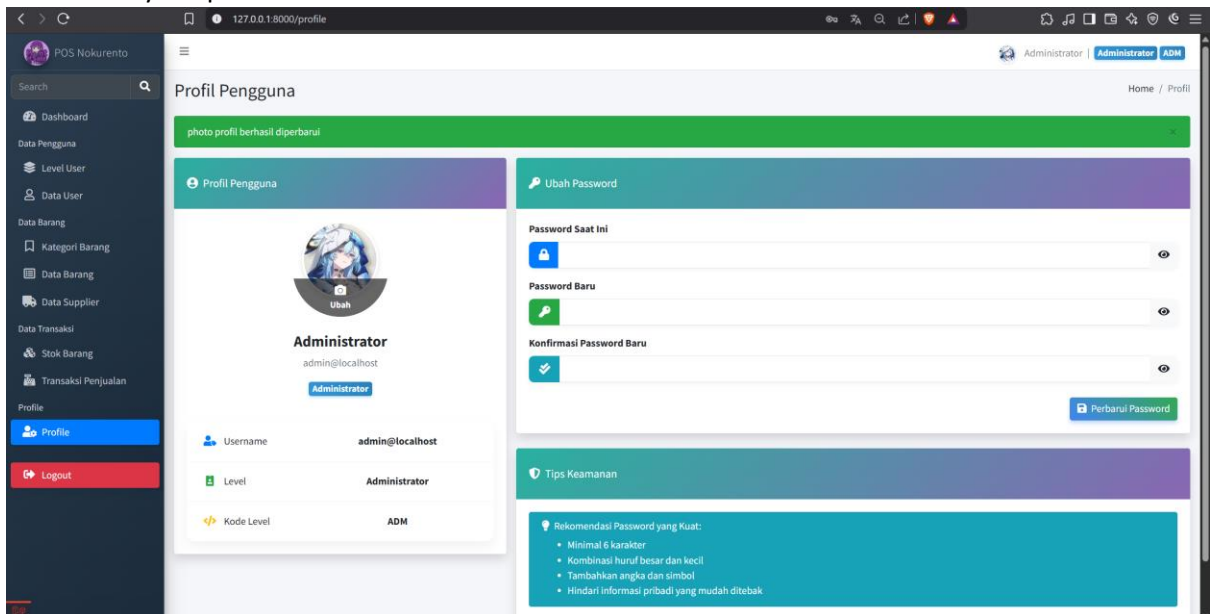 127.0.0.1:8000/profile
POS Nokurento
Administrator | Administrator ADM
Search
Profil Pengguna
Home / Profil
Dashboard
photo profil berhasil diperbarui
×
Data Pengguna
Level User
Data User
Data Barang
Kategori Barang
Data Barang
Data Supplier
Data Transaksi
Stok Barang
Transaksi Penjualan
Profile
Profile
Logout
Profil Pengguna
Ubah
Administrator
admin@localhost
Administrator
Username admin@localhost
Level Administrator
Kode Level ADM
Ubah Password
Password Saat Ini
Password Baru
Konfirmasi Password Baru
Perbarui Password
Tips Keamanan
Rekomendasi Password yang Kuat:
• Minimal 6 karakter
• Kombinasi huruf besar dan kecil
• Tambahkan angka dan simbol
• Hindari informasi pribadi yang mudah ditebak